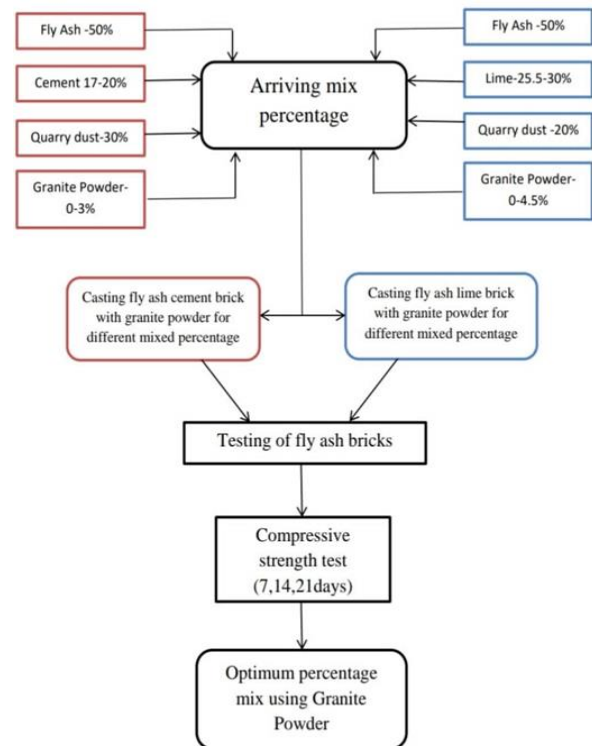 Fly Ash -50%
Cement 17-20%
Quarry dust-30%
Granite Powder-
0-3%
Arriving mix
percentage
Fly Ash -50%
Lime-25.5-30%
Quarry dust -20%
Granite Powder-
0-4.5%
Casting fly ash cement brick
with granite powder for
different mixed percentage
Casting fly ash lime brick
with granite powder for
different mixed percentage
Testing of fly ash bricks
Compressive
strength test
(7,14,21days)
Optimum percentage
mix using Granite
Powder